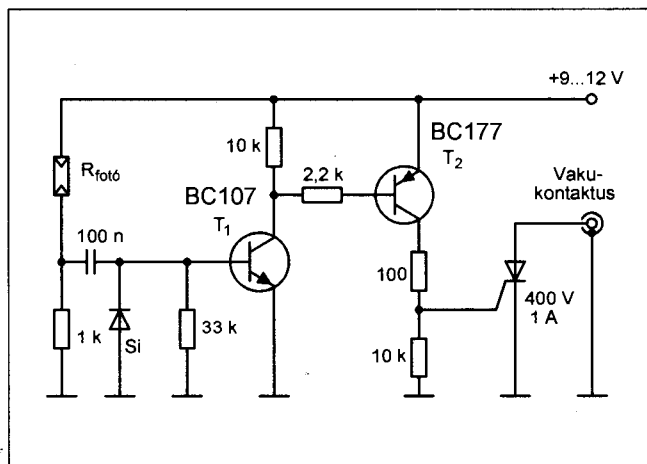 +9...12 V
BC177
T2
10 k
2,2 k
Rfotó
BC107
T1
Vaku-
kontaktus
100 n
100
400 V
1 A
1 k
Si
33 k
10 k